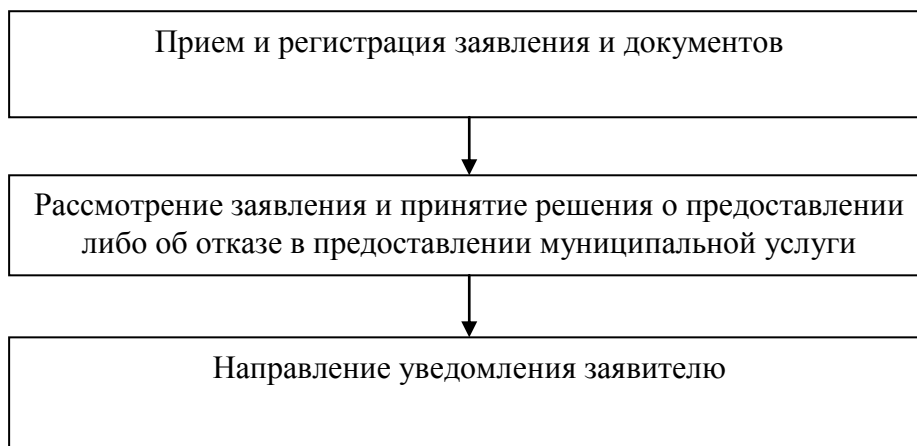 Прием и регистрация заявления и документов
Рассмотрение заявления и принятие решения о предоставлении
либо об отказе в предоставлении муниципальной услуги
Направление уведомления заявителю